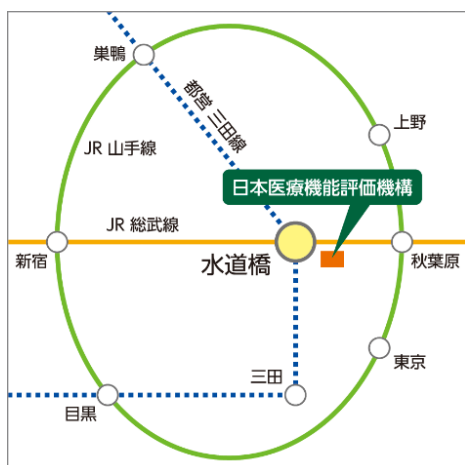 巣鴨
都営 三田線
上野
JR 山手線
日本医療機能評価機構
JR 総武線
新宿
水道橋
秋葉原
東京
三田
目黒